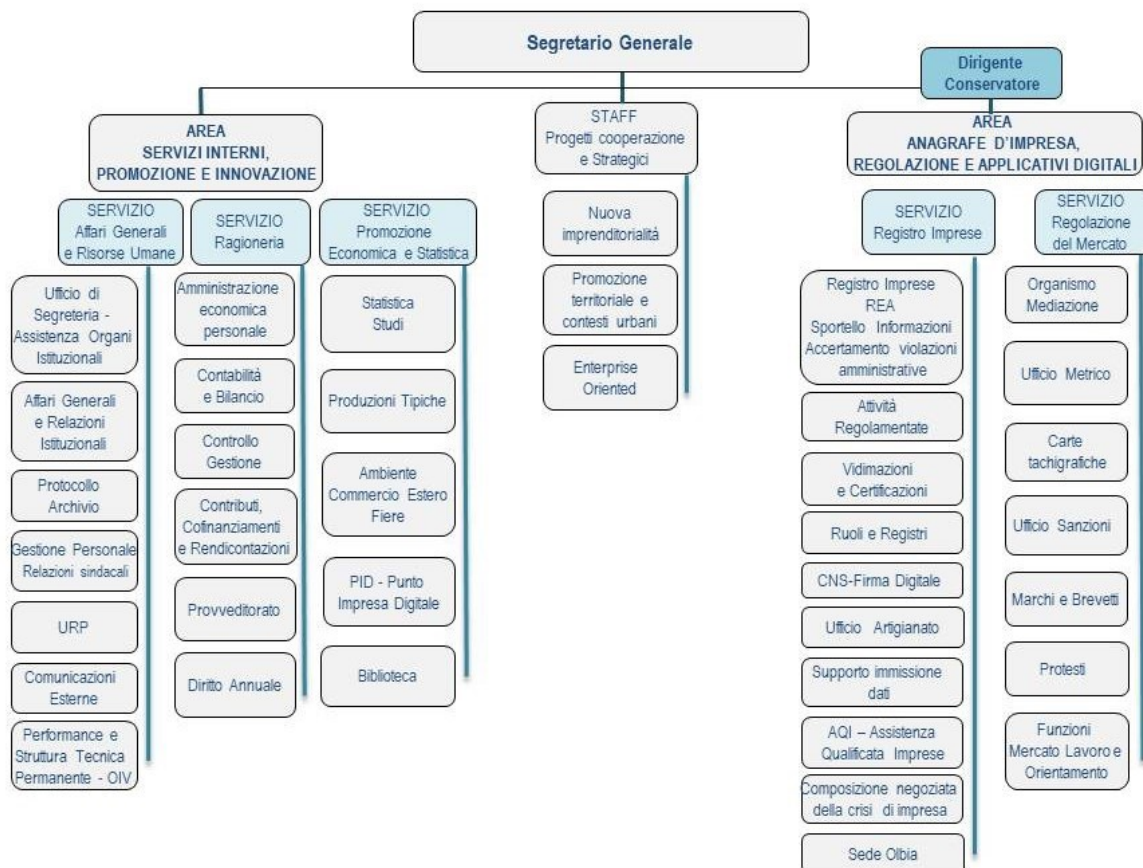 Segretario Generale
Dirigente
Conservatore
AREA
SERVIZI INTERNI,
PROMOZIONE E INNOVAZIONE
STAFF
Progetti cooperazione
e Strategici
AREA
ANAGRAFE D'IMPRESA,
REGOLAZIONE E APPLICATIVI DIGITALI
SERVIZIO
Affari Generali
e Risorse Umane
Ufficio di
Segreteria -
Assistenza Organi
Istituzionali
Affari Generali
e Relazioni
Istituzionali
Protocollo
Archivio
Gestione Personale
Relazioni sindacali
URP
Comunicazioni
Esterne
Performance e
Struttura Tecnica
Permanente - OIV
SERVIZIO
Ragioneria
Amministrazione
economica
personale
Contabilità
e Bilancio
Controllo
Gestione
Contributi,
Cofinanziamenti
e Rendicontazioni
Provveditorato
Diritto Annuale
SERVIZIO
Promozione
Economica e Statistica
Statistica
Studi
Produzioni Tipiche
Ambiente
Commercio Estero
Fiere
PID - Punto
Impresa Digitale
Biblioteca
Nuova
imprenditorialità
Promozione
territoriale e
contesti urbani
Enterprise
Oriented
SERVIZIO
Registro Imprese
Registro Imprese
REA
Sportello Informazioni
Accertamento violazioni
amministrative
Attività
Regolamentate
Vidimazioni
e Certificazioni
Ruoli e Registri
CNS-Firma Digitale
Ufficio Artigianato
Supporto immissione
dati
AQI – Assistenza
Qualificata Imprese
Composizione negoziata
della crisi di impresa
Sede Olbia
SERVIZIO
Regolazione
del Mercato
Organismo
Mediazione
Ufficio Metrico
Carte
tachigrafiche
Ufficio Sanzioni
Marchi e Brevetti
Protesti
Funzioni
Mercato Lavoro e
Orientamento